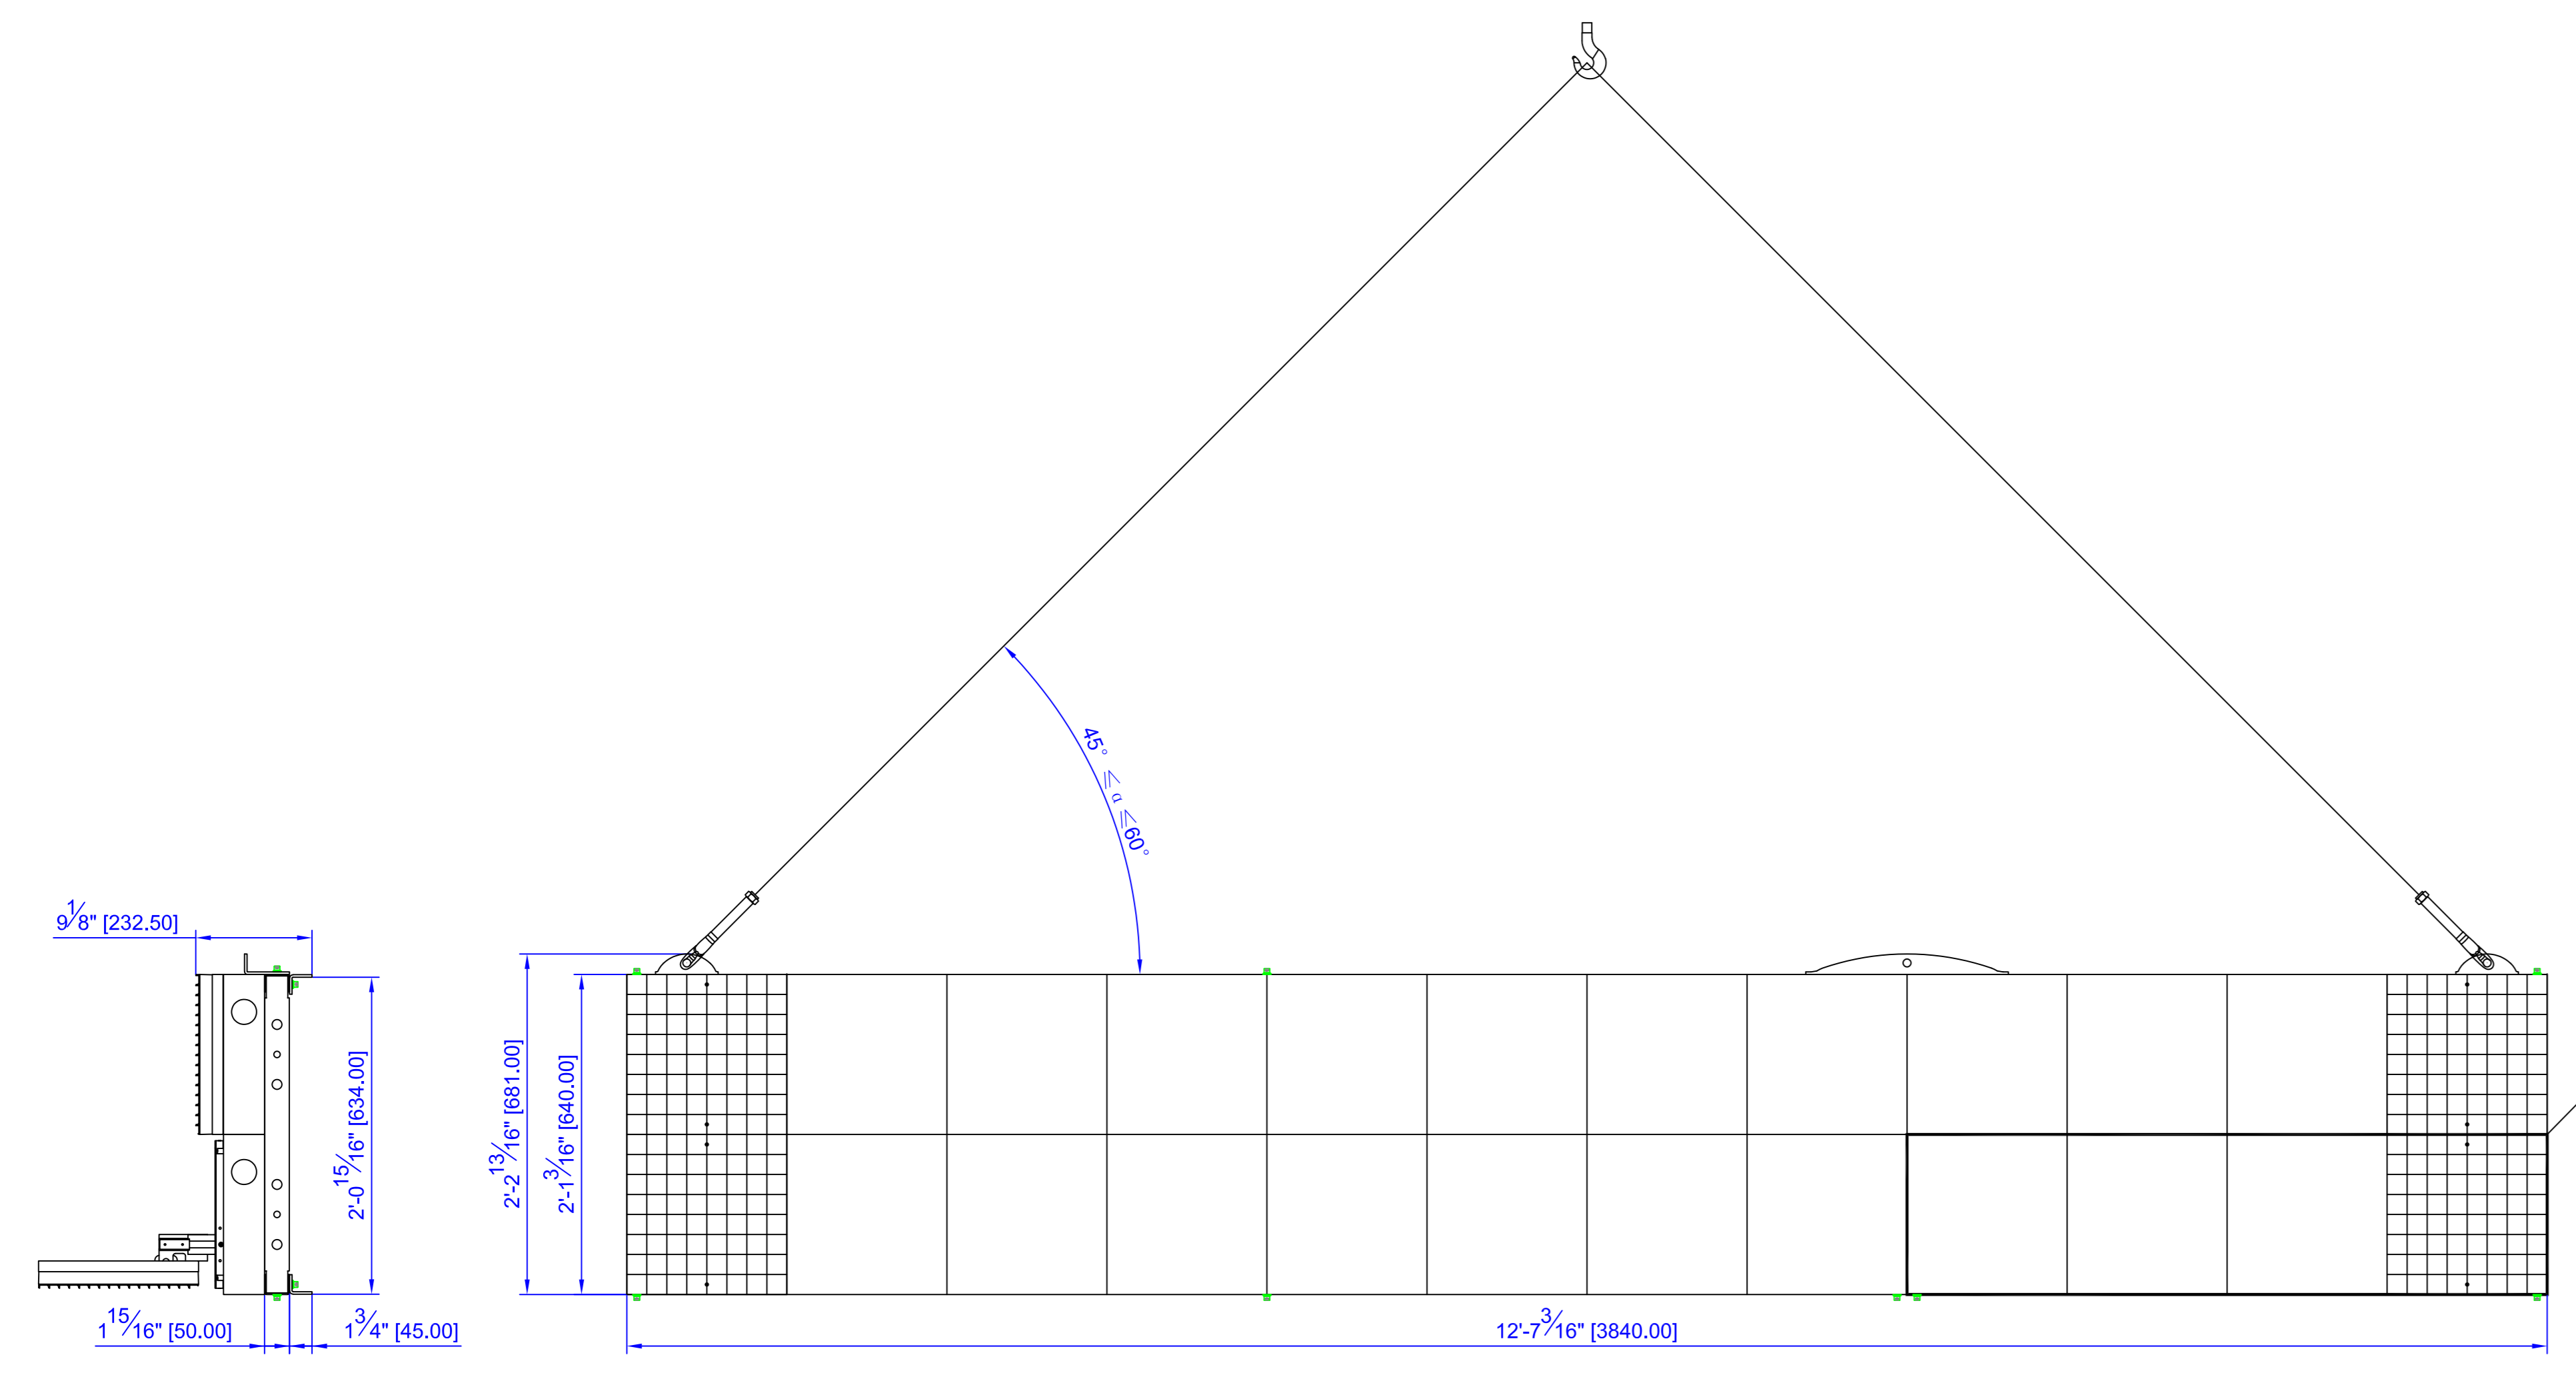 45° ≤ α ≤60°
9 1/8" [232.50]
2'-0 15/16" [634.00]
2'-2 13/16" [681.00]
2'-1 3/16" [640.00]
1 15/16" [50.00]
1 3/4" [45.00]
12'-7 3/16" [3840.00]